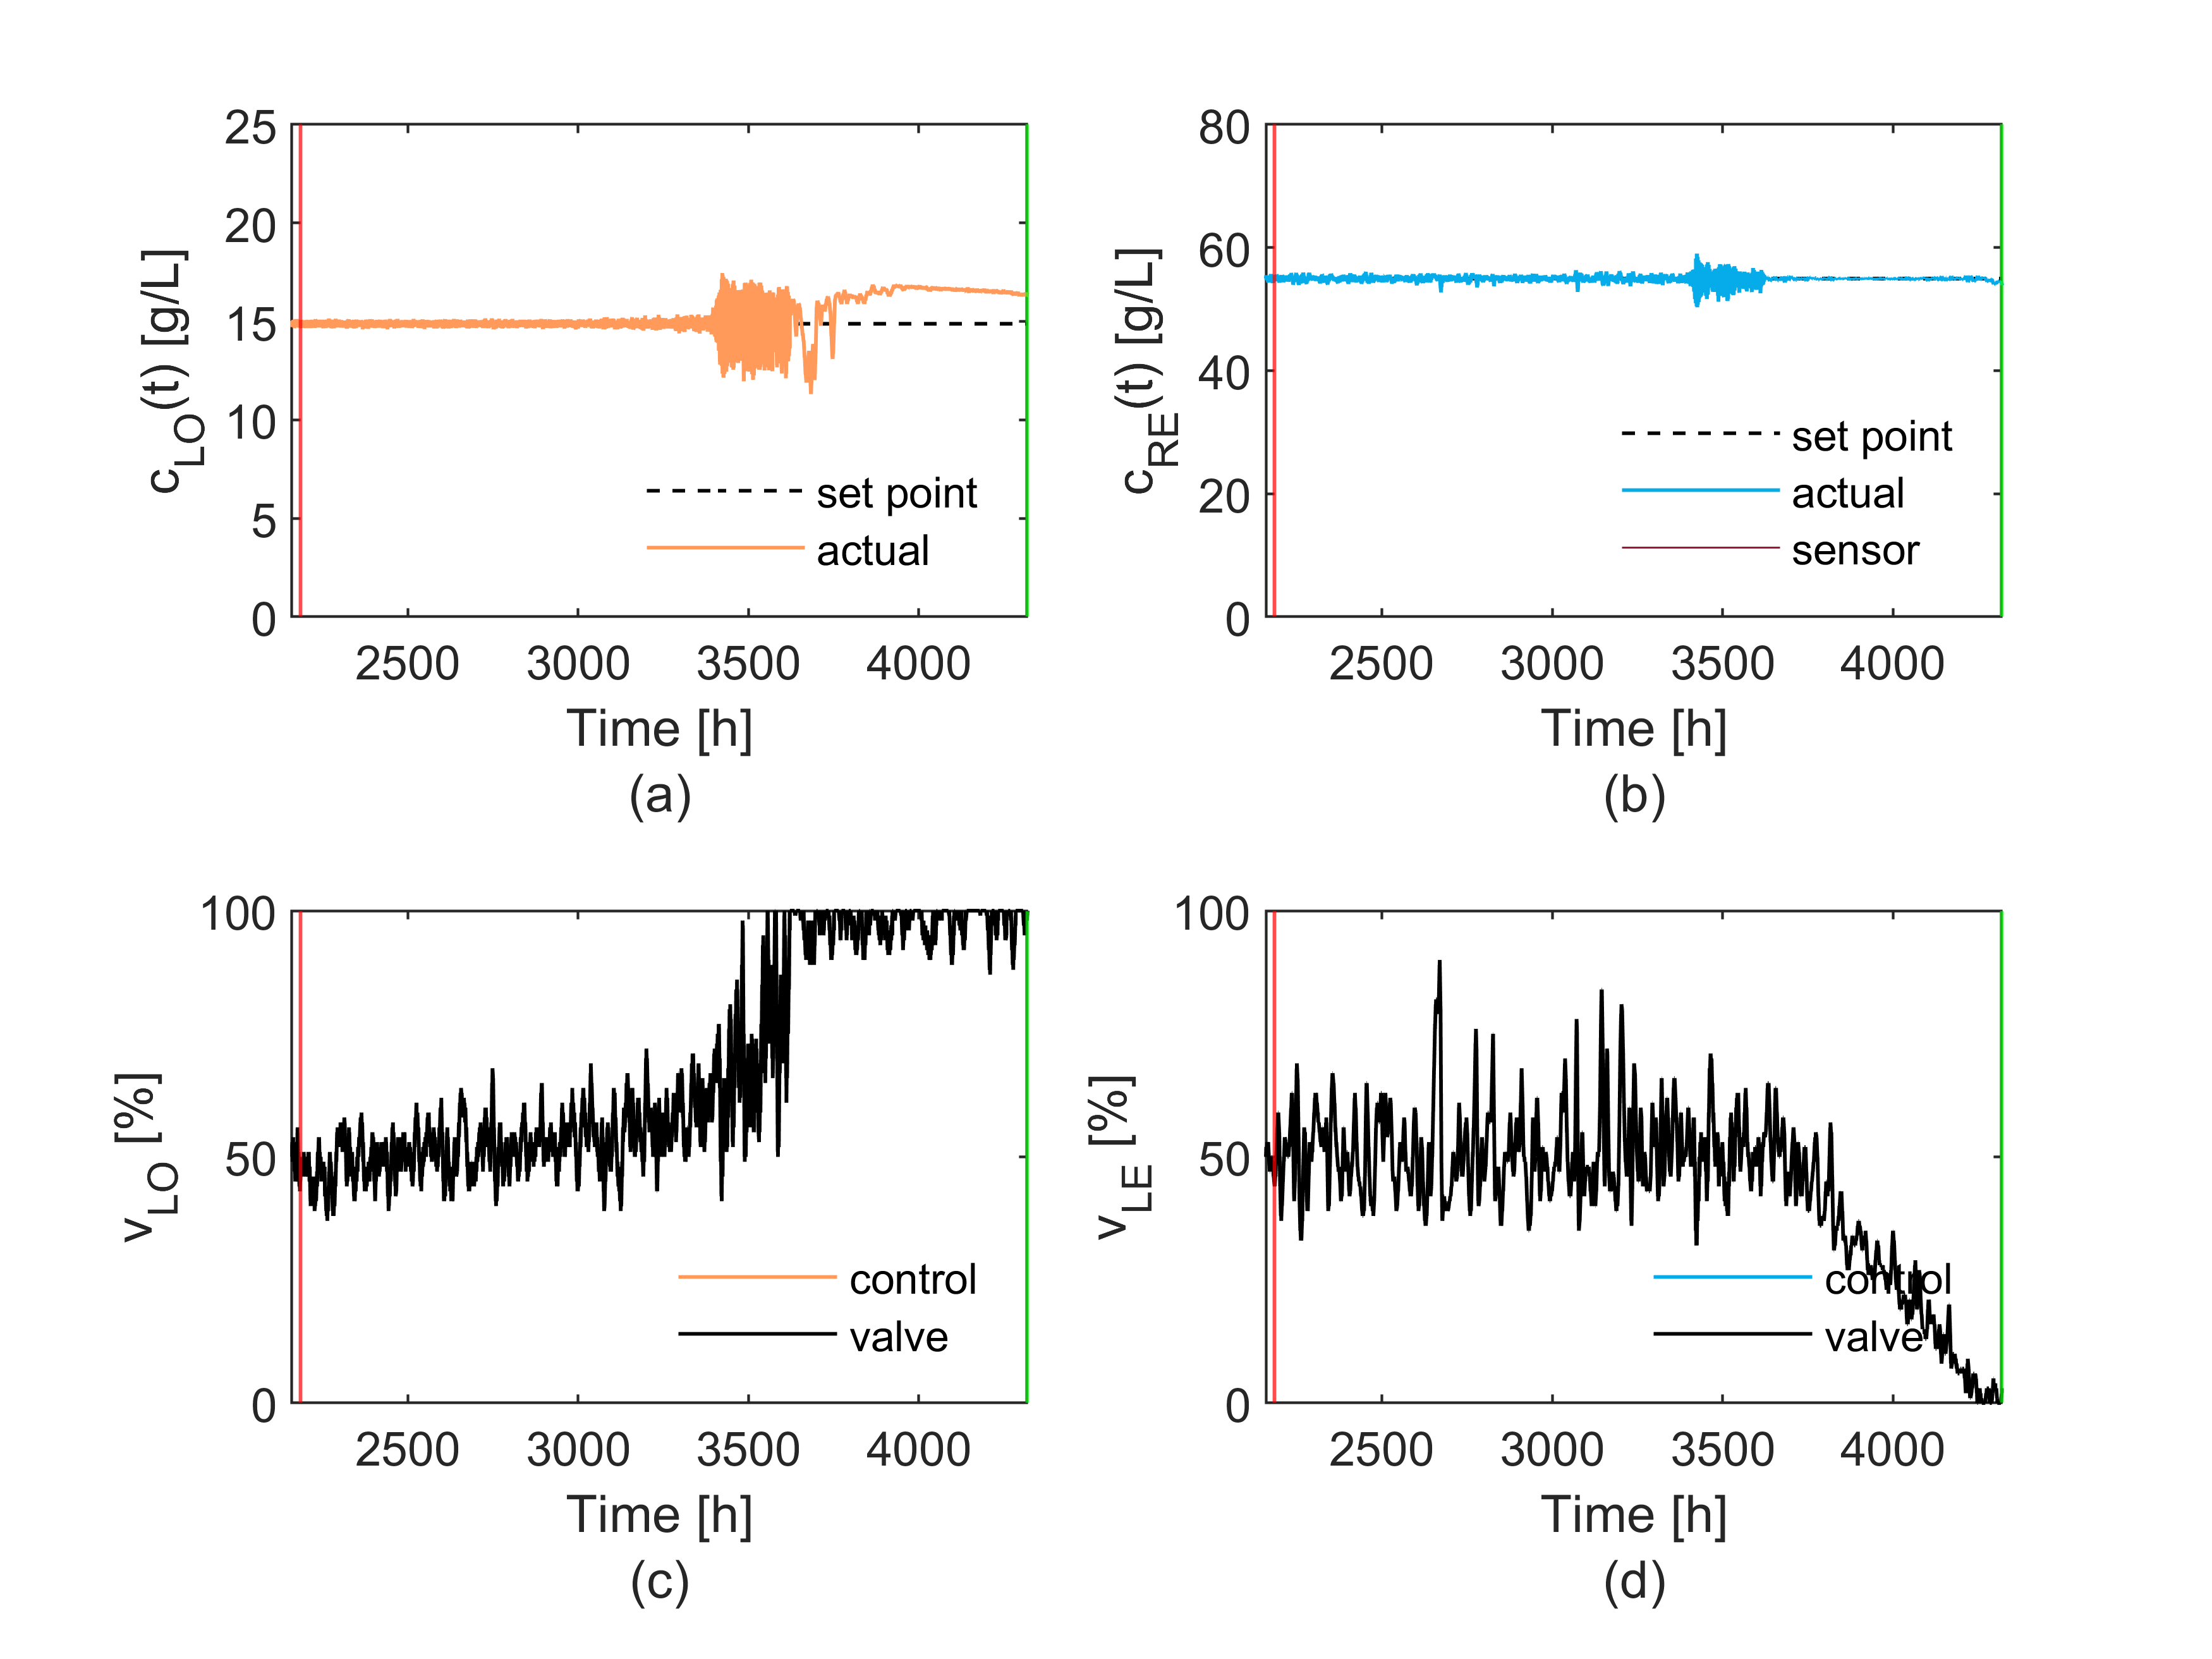 25
20
15
10
5
0
c_LO(t) [g/L]
set point
actual
2500 3000 3500 4000
Time [h]
(a)
80
60
40
20
0
c_RE(t) [g/L]
set point
actual
sensor
2500 3000 3500 4000
Time [h]
(b)
100
50
0
v_LO [%]
control
valve
2500 3000 3500 4000
Time [h]
(c)
100
50
0
v_LE [%]
control
valve
2500 3000 3500 4000
Time [h]
(d)